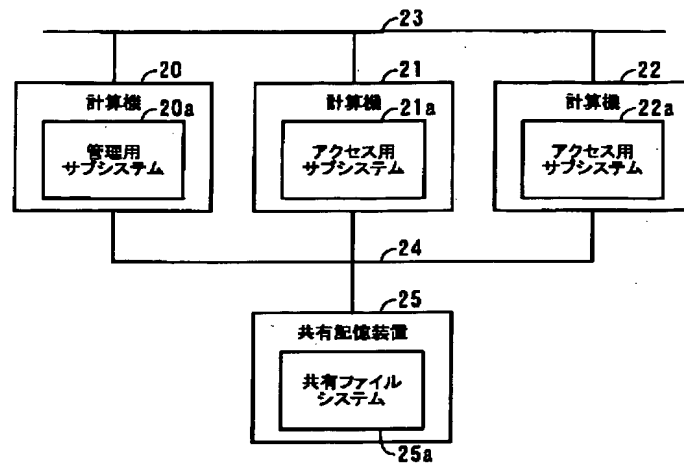 23
20
21
22
計算機
計算機
計算機
20a
21a
22a
管理用
サブシステム
アクセス用
サブシステム
アクセス用
サブシステム
24
25
共有記憶装置
共有ファイル
システム
25a